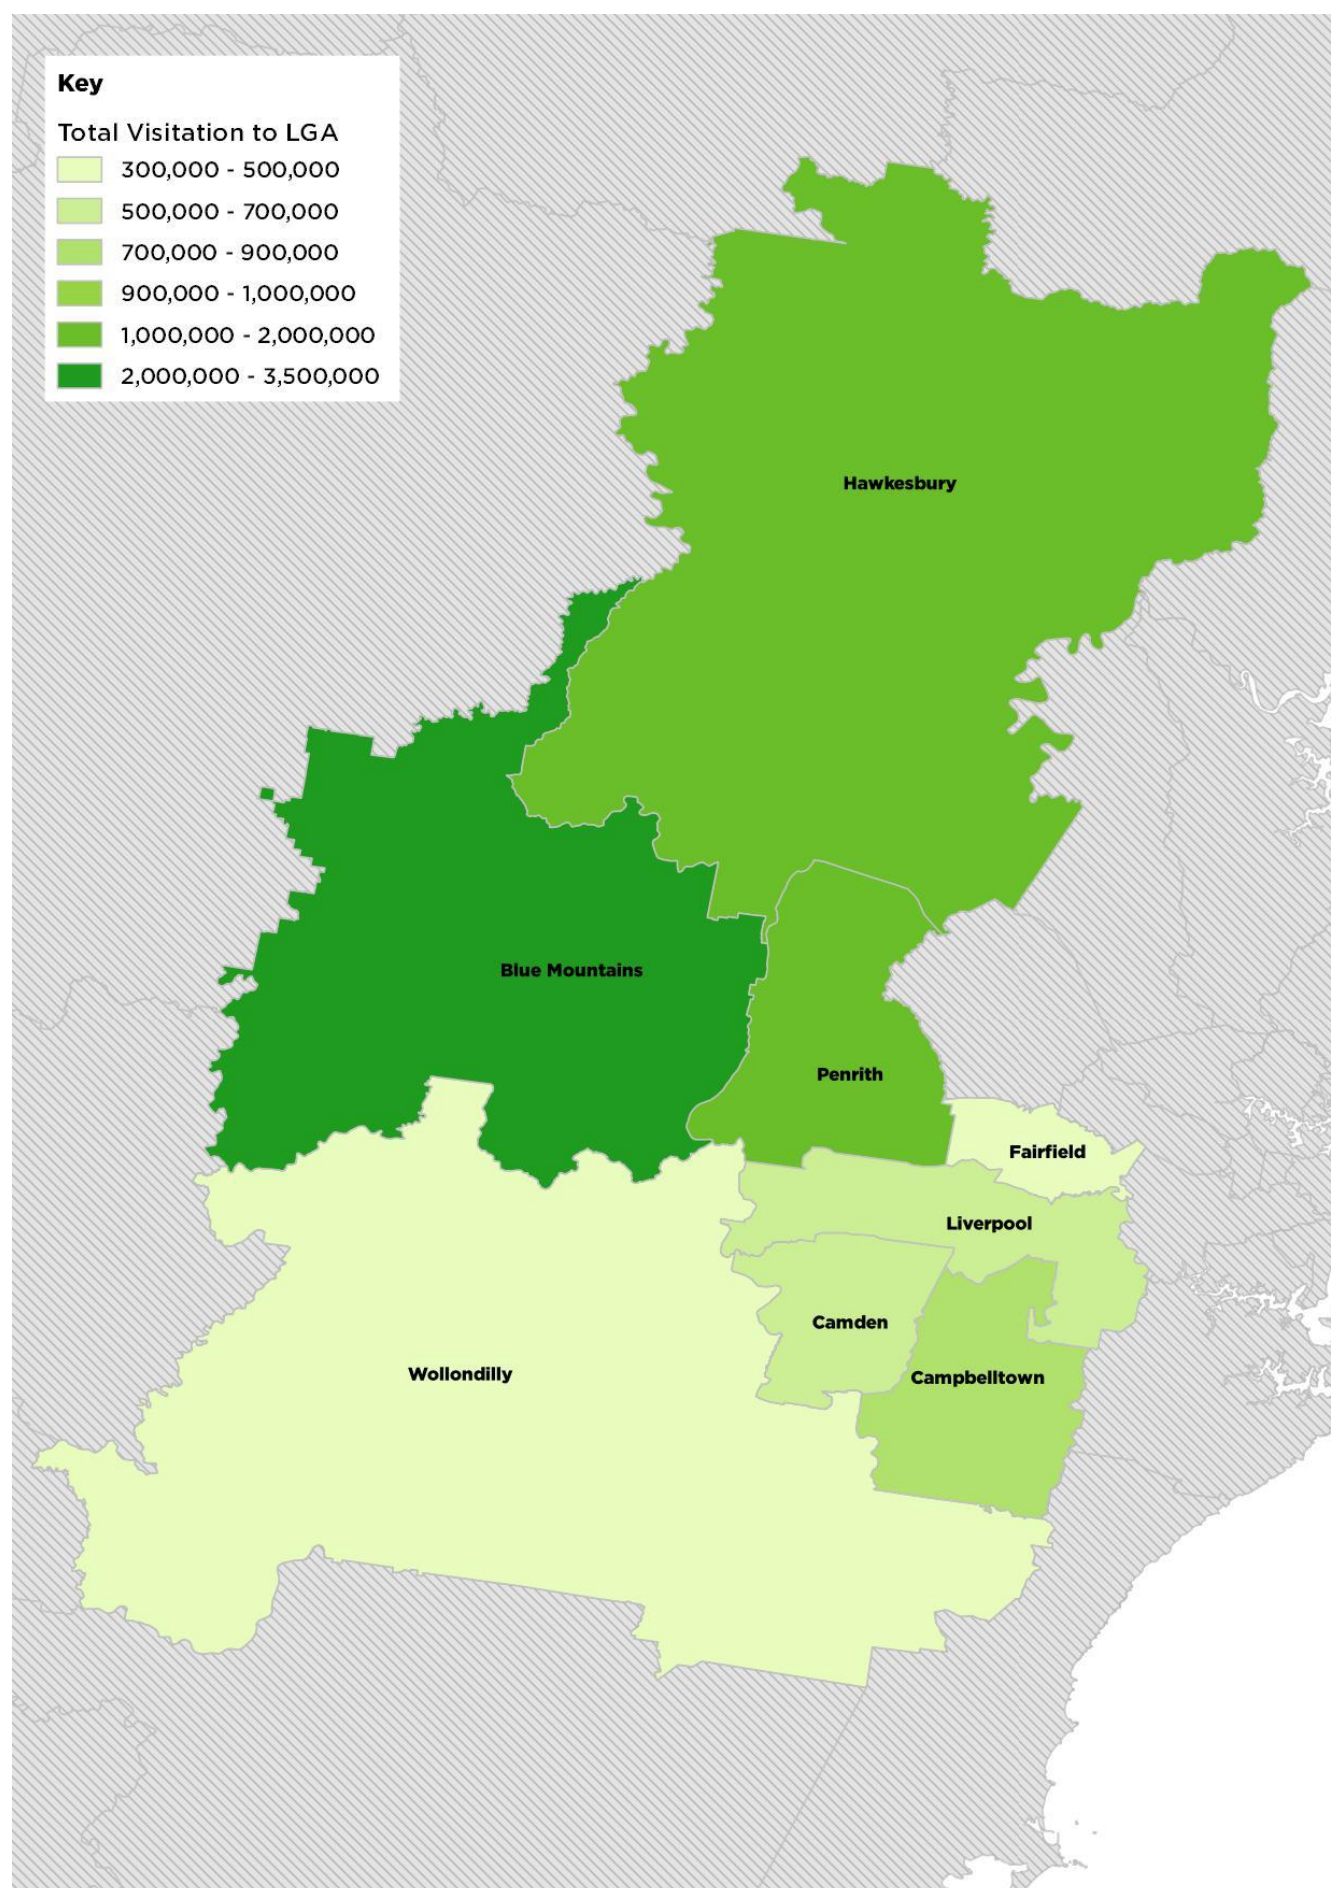 Key
Total Visitation to LGA
300,000 - 500,000
500,000 - 700,000
700,000 - 900,000
900,000 - 1,000,000
1,000,000 - 2,000,000
2,000,000 - 3,500,000
Hawkesbury
Blue Mountains
Penrith
Fairfield
Liverpool
Camden
Wollondilly
Campbelltown